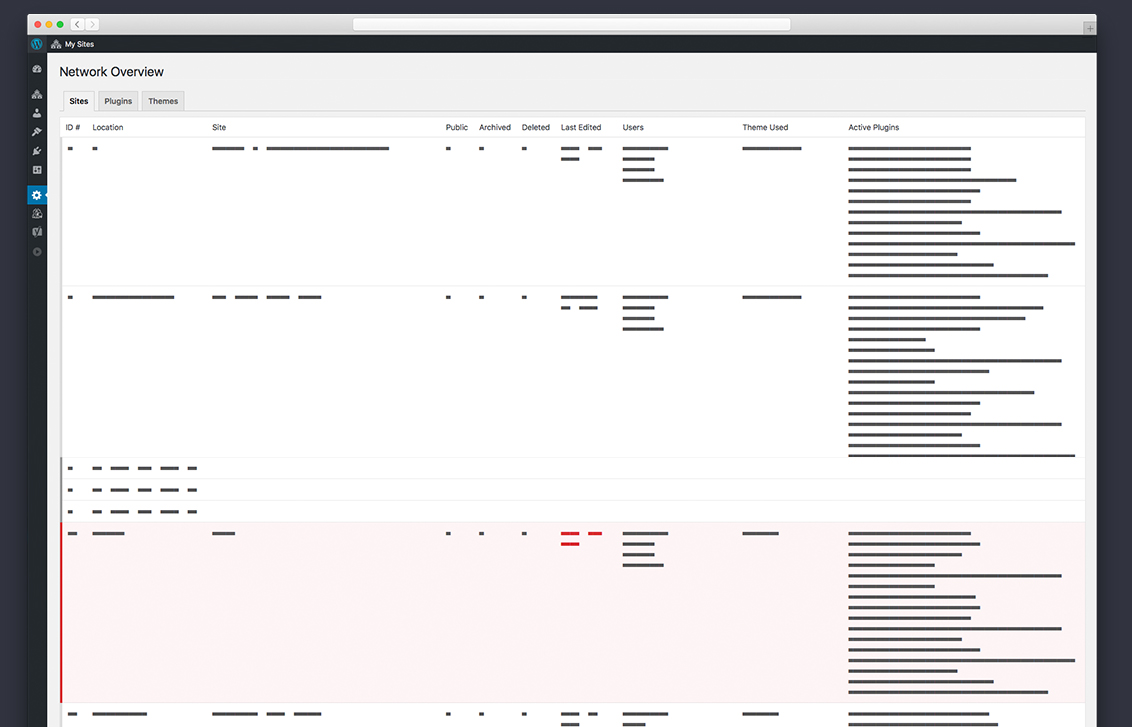 My Sites
Network Overview
Sites Plugins Themes
ID # Location Site Public Archived Deleted Last Edited Users Theme Used Active Plugins